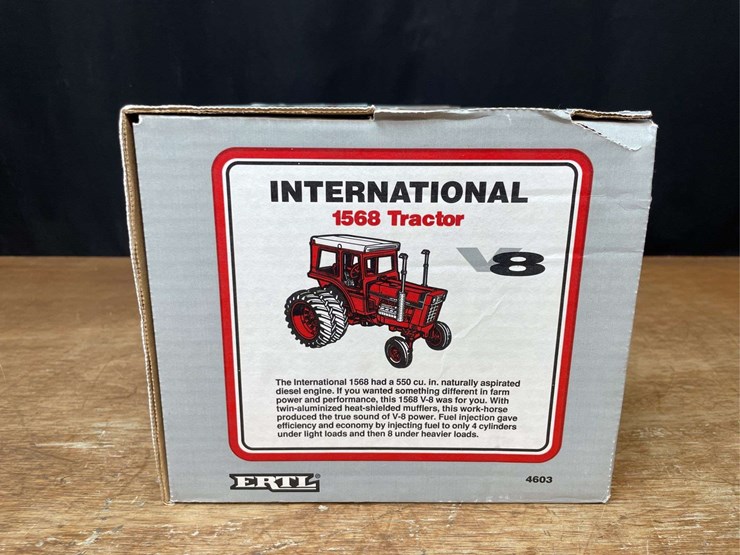 INTERNATIONAL
1568 Tractor
V8
The International 1568 had a 550 cu. in. naturally aspirated
diesel engine. If you wanted something different in farm
power and performance, this 1568 V-8 was for you. With
twin-aluminized heat-shielded mufflers, this work-horse
produced the true sound of V-8 power. Fuel injection gave
efficiency and economy by injecting fuel to only 4 cylinders
under light loads and then 8 under heavier loads.
ERTL®
4603